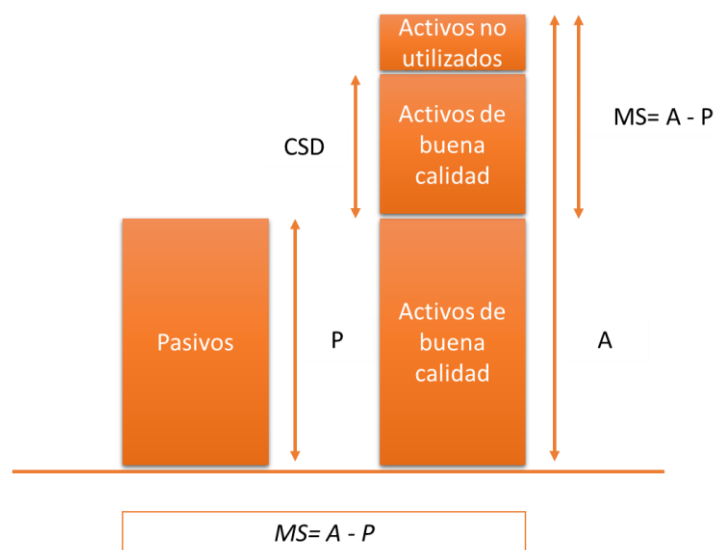 Activos no
utilizados
Activos de
buena
calidad
CSD
MS= A - P
Pasivos
P
Activos de
buena
calidad
A
MS= A - P